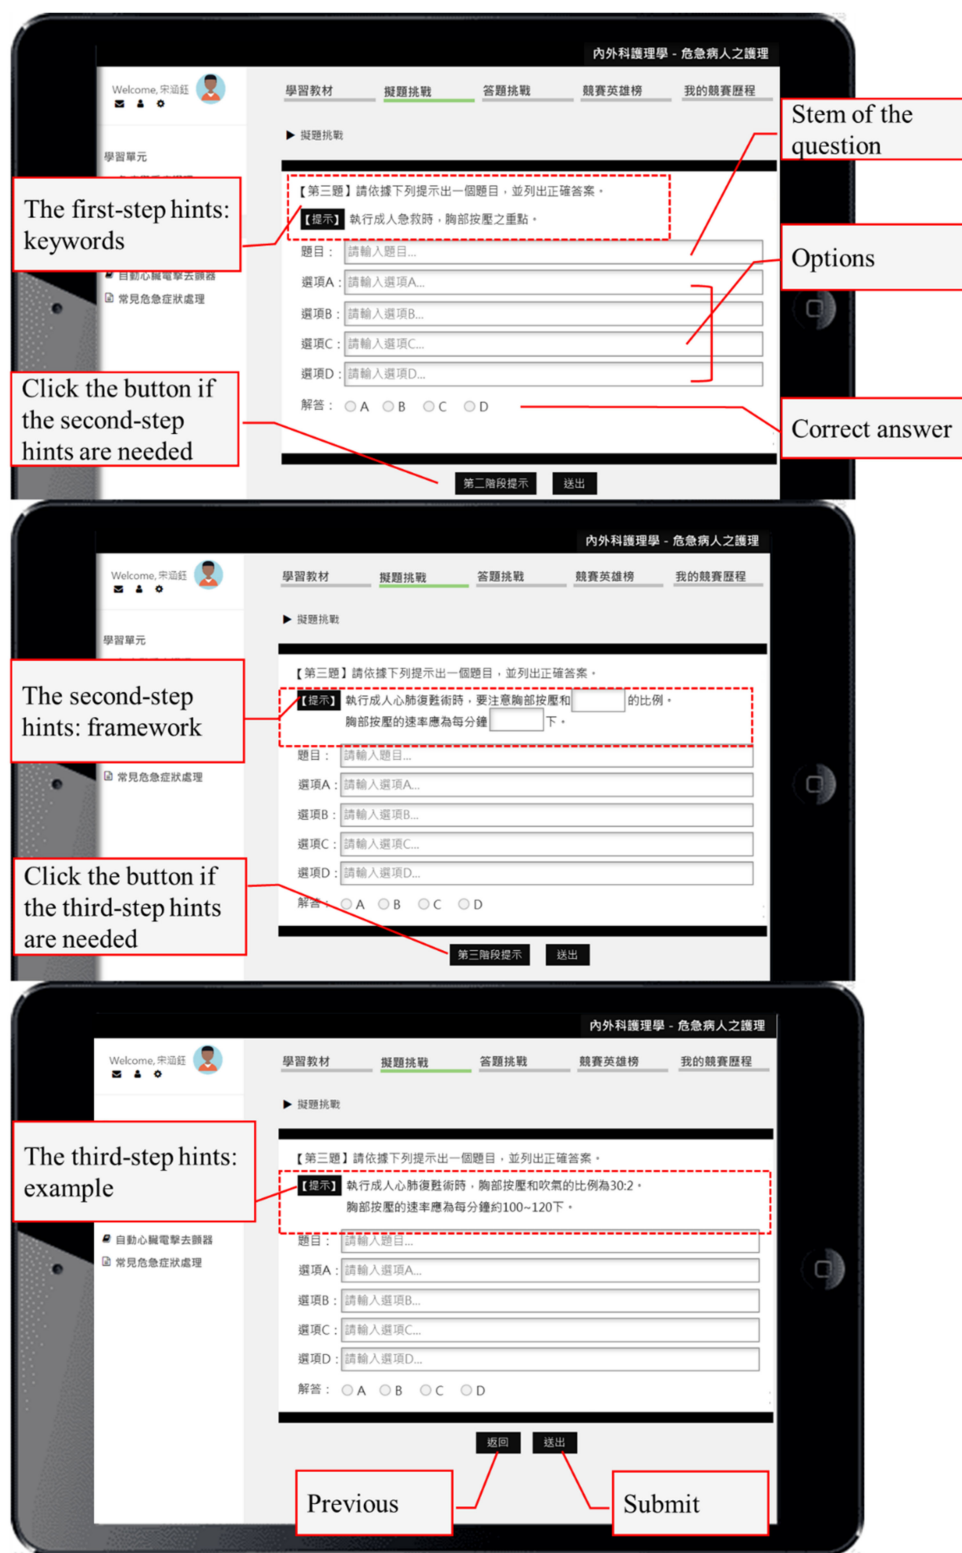 內外科護理學 - 危急病人之護理
Welcome, 宋涵鈺
學習教材 擬題挑戰 答題挑戰 競賽英雄榜 我的競賽歷程
Stem of the
question
▶ 擬題挑戰
學習單元
The first-step hints:
keywords
【第三題】請依據下列提示出一個題目,並列出正確答案。
【提示】 執行成人急救時,胸部按壓之重點。
題目: 請輸入題目...
Options
自動心臟電擊去顫器
選項A: 請輸入選項A...
常見危急症狀處理
選項B: 請輸入選項B...
選項C: 請輸入選項C...
選項D: 請輸入選項D...
Click the button if
the second-step
hints are needed
解答: A B C D
Correct answer
第二階段提示 送出
內外科護理學 - 危急病人之護理
Welcome, 宋涵鈺
學習教材 擬題挑戰 答題挑戰 競賽英雄榜 我的競賽歷程
▶ 擬題挑戰
學習單元
The second-step
hints: framework
【第三題】請依據下列提示出一個題目,並列出正確答案。
【提示】 執行成人心肺復甦術時,要注意胸部按壓和 的比例。
胸部按壓的速率應為每分鐘 下。
題目: 請輸入題目...
常見危急症狀處理
選項A: 請輸入選項A...
選項B: 請輸入選項B...
選項C: 請輸入選項C...
選項D: 請輸入選項D...
Click the button if
the third-step hints
are needed
解答: A B C D
第三階段提示 送出
內外科護理學 - 危急病人之護理
Welcome, 宋涵鈺
學習教材 擬題挑戰 答題挑戰 競賽英雄榜 我的競賽歷程
▶ 擬題挑戰
The third-step hints:
example
【第三題】請依據下列提示出一個題目,並列出正確答案。
【提示】 執行成人心肺復甦術時,胸部按壓和吹氣的比例為30:2。
胸部按壓的速率應為每分鐘約100~120下。
自動心臟電擊去顫器
題目: 請輸入題目...
常見危急症狀處理
選項A: 請輸入選項A...
選項B: 請輸入選項B...
選項C: 請輸入選項C...
選項D: 請輸入選項D...
解答: A B C D
返回 送出
Previous
Submit